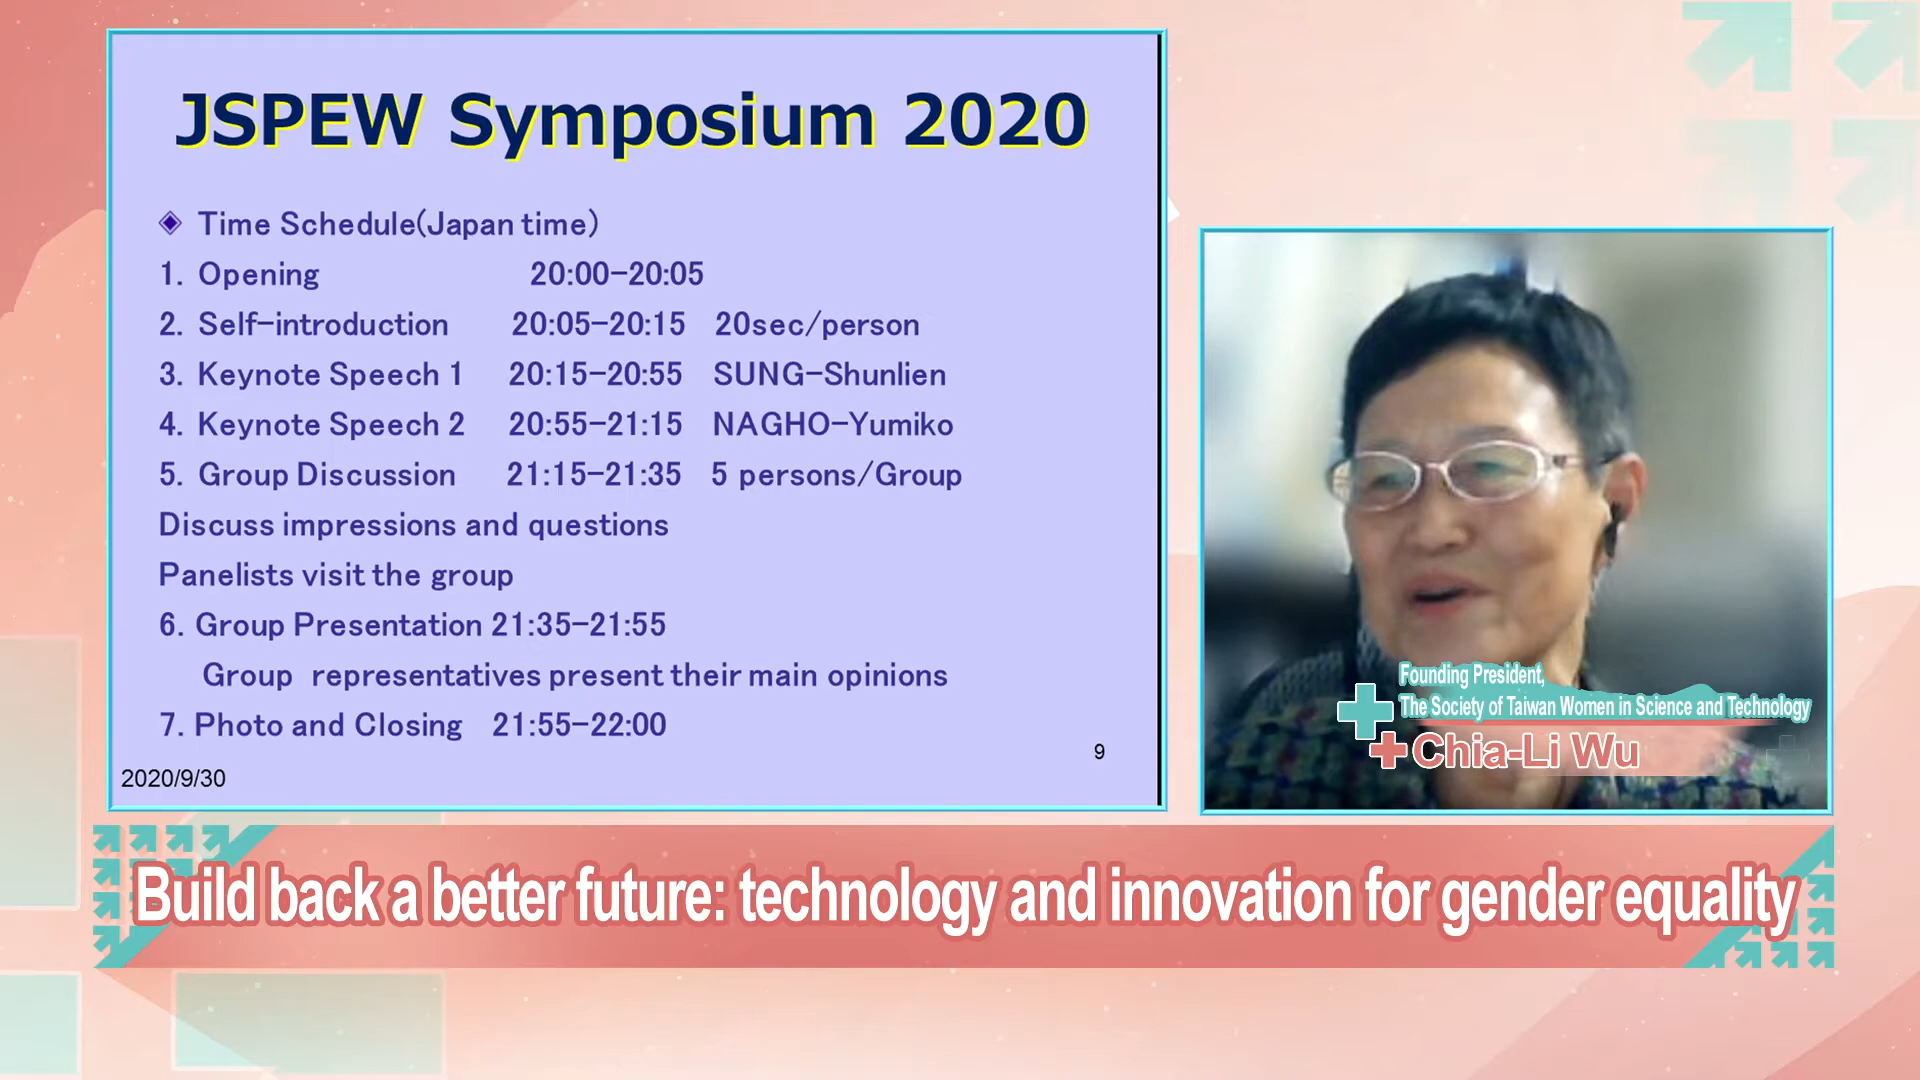 JSPEW Symposium 2020
Time Schedule(Japan time)
1. Opening 20:00-20:05
2. Self-introduction 20:05-20:15 20sec/person
3. Keynote Speech 1 20:15-20:55 SUNG-Shunlien
4. Keynote Speech 2 20:55-21:15 NAGHO-Yumiko
5. Group Discussion 21:15-21:35 5 persons/Group
Discuss impressions and questions
Panelists visit the group
6. Group Presentation 21:35-21:55
Group representatives present their main opinions
7. Photo and Closing 21:55-22:00
9
2020/9/30
Founding President,
The Society of Taiwan Women in Science and Technology
Chia-Li Wu
Build back a better future: technology and innovation for gender equality